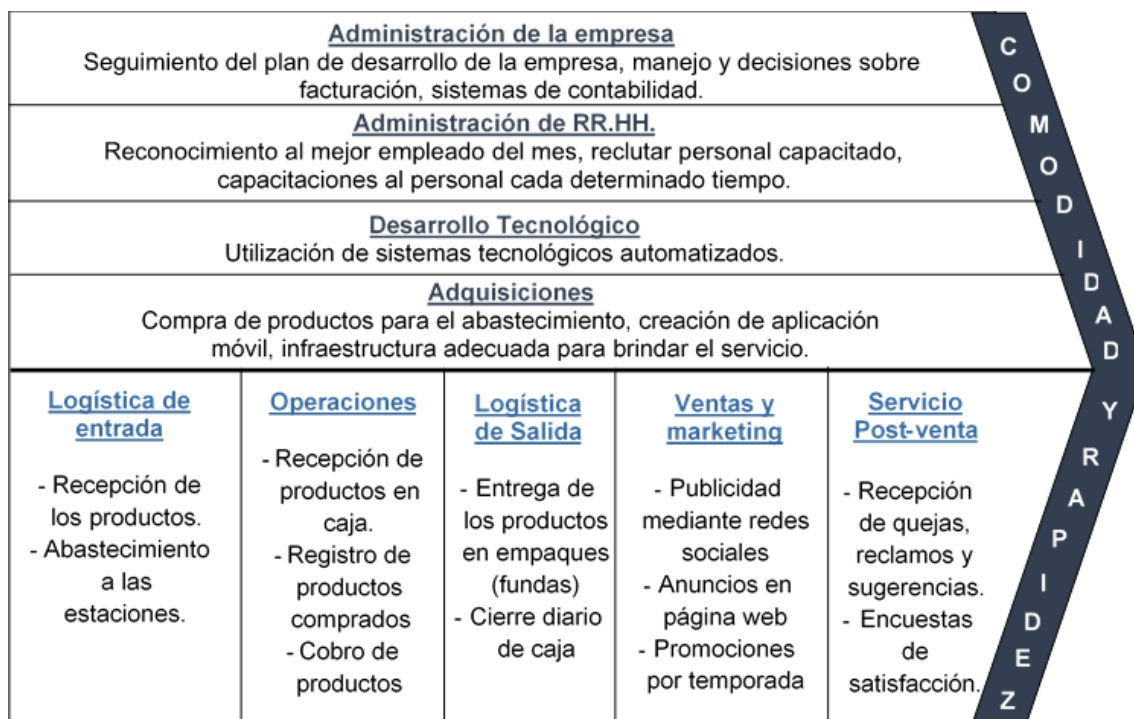 Administración de la empresa
Seguimiento del plan de desarrollo de la empresa, manejo y decisiones sobre
facturación, sistemas de contabilidad.
Administración de RR.HH.
Reconocimiento al mejor empleado del mes, reclutar personal capacitado,
capacitaciones al personal cada determinado tiempo.
Desarrollo Tecnológico
Utilización de sistemas tecnológicos automatizados.
Adquisiciones
Compra de productos para el abastecimiento, creación de aplicación
móvil, infraestructura adecuada para brindar el servicio.
Logística de
entrada
- Recepción de
los productos.
- Abastecimiento
a las
estaciones.
Operaciones
- Recepción de
productos en
caja.
- Registro de
productos
comprados
- Cobro de
productos
Logística
de Salida
- Entrega de
los productos
en empaques
(fundas)
- Cierre diario
de caja
Ventas y
marketing
- Publicidad
mediante redes
sociales
- Anuncios en
página web
- Promociones
por temporada
Servicio
Post-venta
- Recepción
de quejas,
reclamos y
sugerencias.
- Encuestas
de
satisfacción.
COMODIDAD Y RAPIDEZ